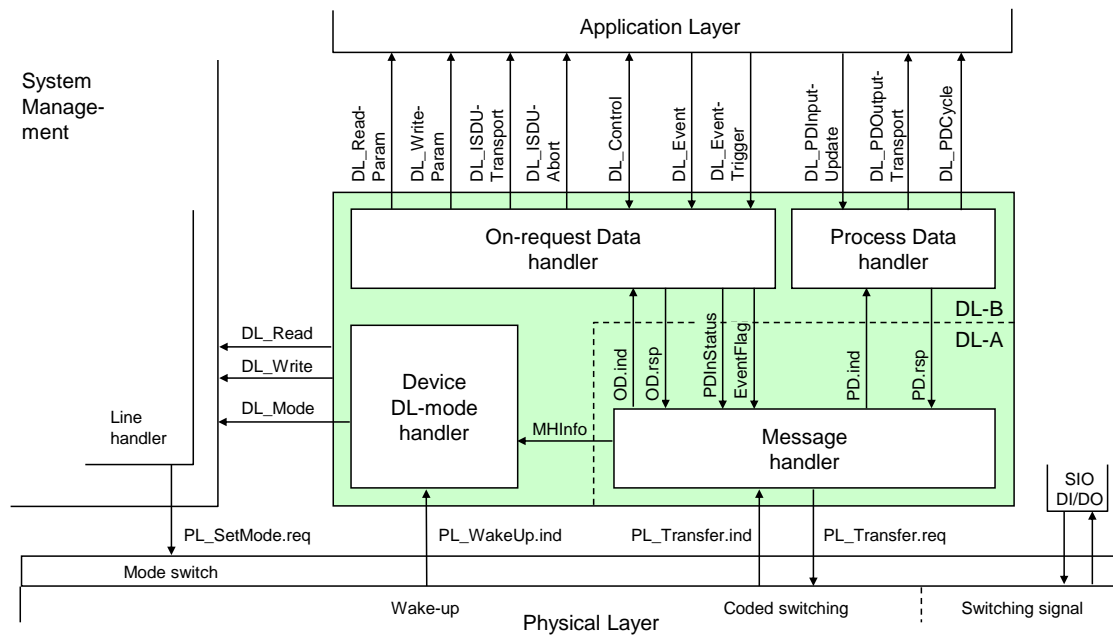 Application Layer
System
Manage-
ment
DL_Read-
Param
DL_Write-
Param
DL_ISDU-
Transport
DL_ISDU-
Abort
DL_Control
DL_Event
DL_Event-
Trigger
DL_PDInput-
Update
DL_PDOutput-
Transport
DL_PDCycle
On-request Data
handler
Process Data
handler
DL-B
DL-A
DL_Read
DL_Write
DL_Mode
Line
handler
Device
DL-mode
handler
MHInfo
OD.ind
OD.rsp
PDInStatus
EventFlag
PD.ind
PD.rsp
Message
handler
SIO
DI/DO
PL_SetMode.req
PL_WakeUp.ind
PL_Transfer.ind
PL_Transfer.req
Mode switch
Wake-up
Coded switching
Switching signal
Physical Layer